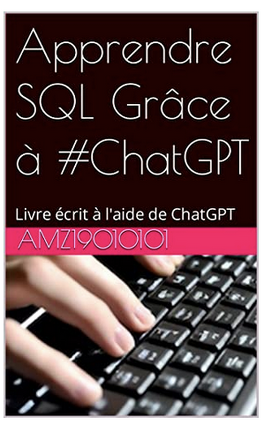 Apprendre
SQL Grâce
à #ChatGPT
Livre écrit à l'aide de ChatGPT
AMZ19010101